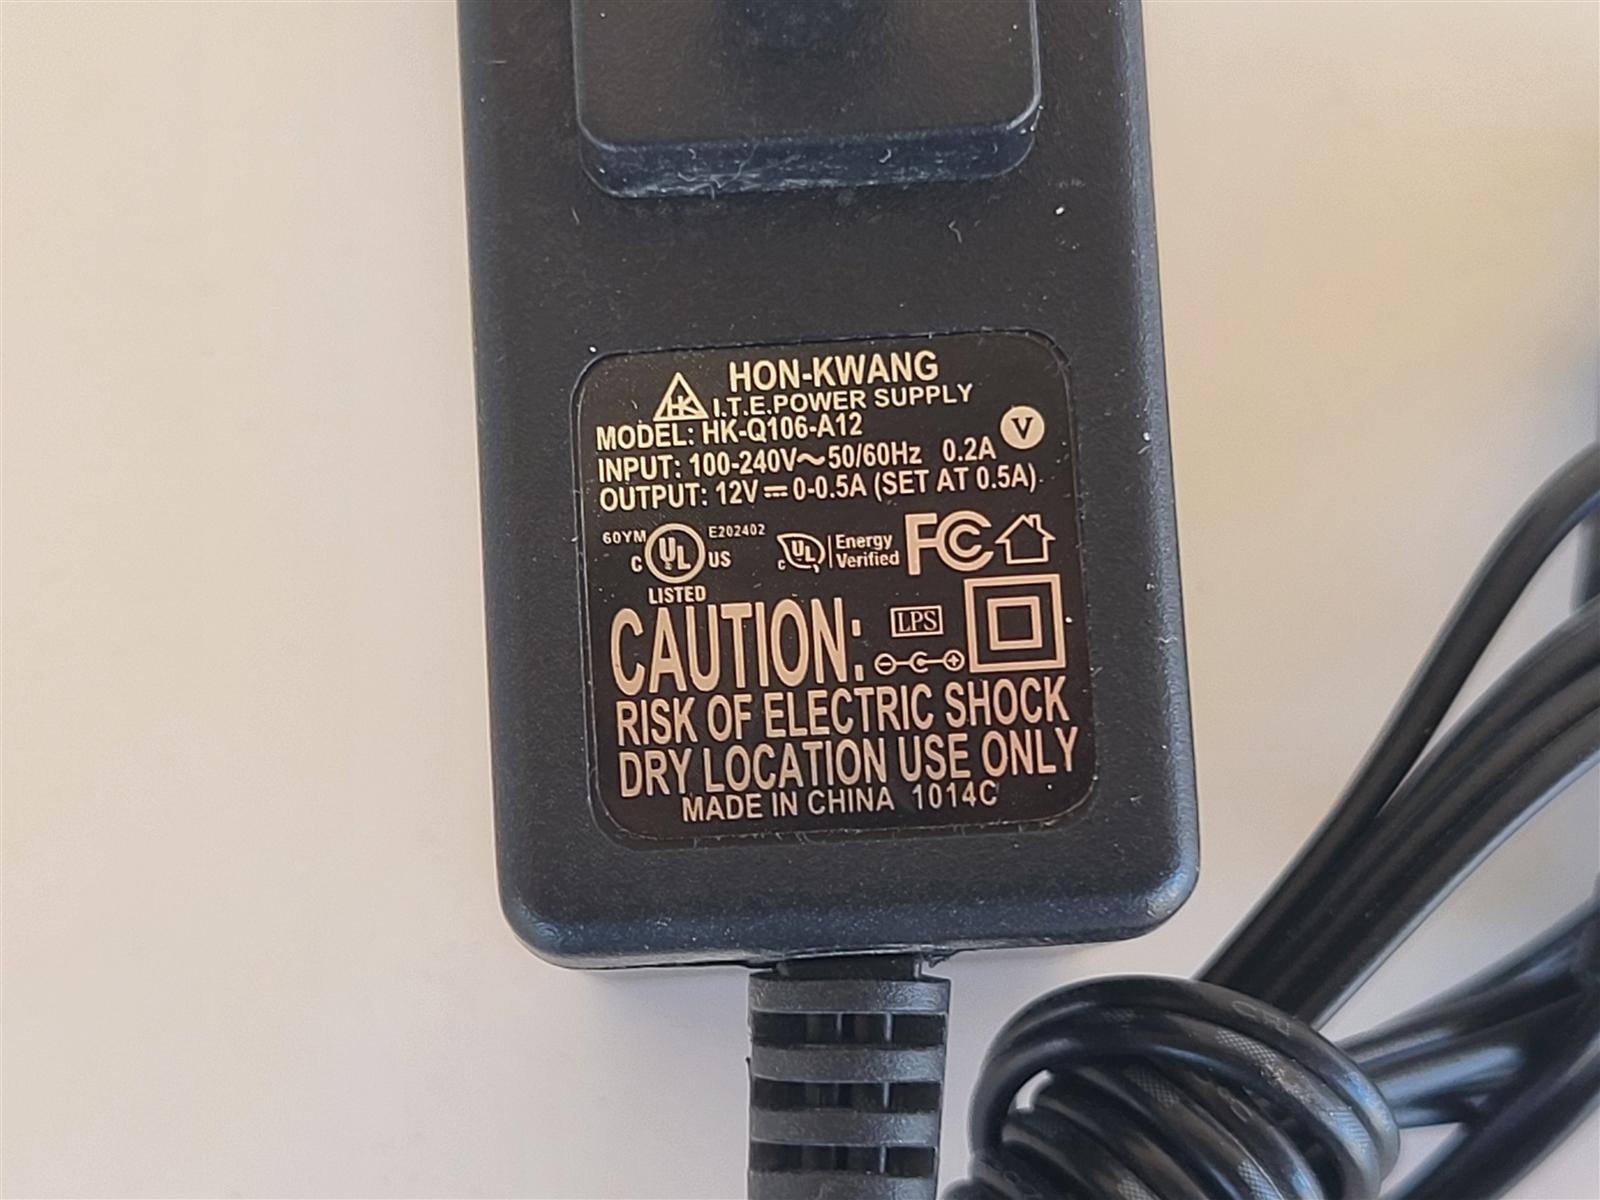 HON-KWANG
HK I.T.E.POWER SUPPLY
MODEL: HK-Q106-A12
V
INPUT: 100-240V~50/60Hz 0.2A
OUTPUT: 12V⎓0-0.5A (SET AT 0.5A)
60YM E202402
C UL US
LISTED
c UL Energy
Verified
FC
CAUTION:
LPS
RISK OF ELECTRIC SHOCK
DRY LOCATION USE ONLY
MADE IN CHINA 1014C